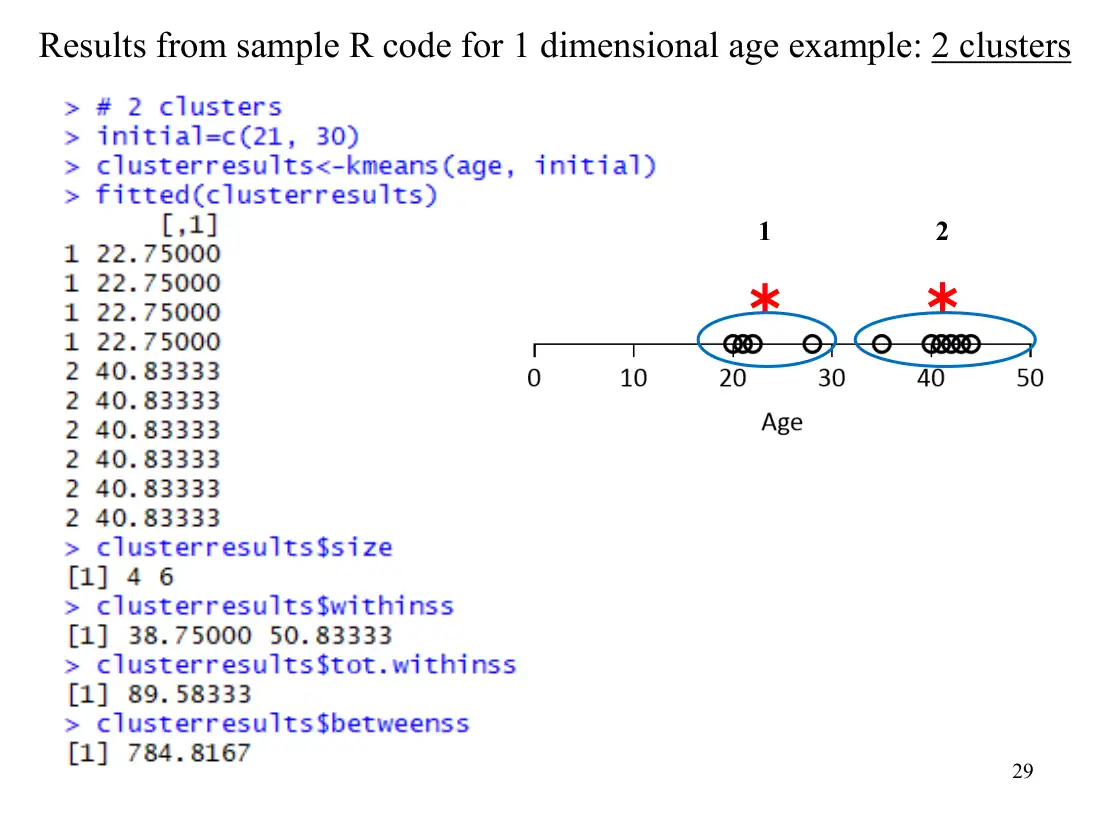 Results from sample R code for 1 dimensional age example: 2 clusters
> # 2 clusters
> initial=c(21, 30)
> clusterresults<-kmeans(age, initial)
> fitted(clusterresults)
[,1]
1 22.75000
1 22.75000
1 22.75000
1 22.75000
2 40.83333
2 40.83333
2 40.83333
2 40.83333
2 40.83333
2 40.83333
> clusterresults$size
[1] 4 6
> clusterresults$withinss
[1] 38.75000 50.83333
> clusterresults$tot.withinss
[1] 89.58333
> clusterresults$betweenss
[1] 784.8167
1 2
* *
0 10 20 30 40 50
Age
29